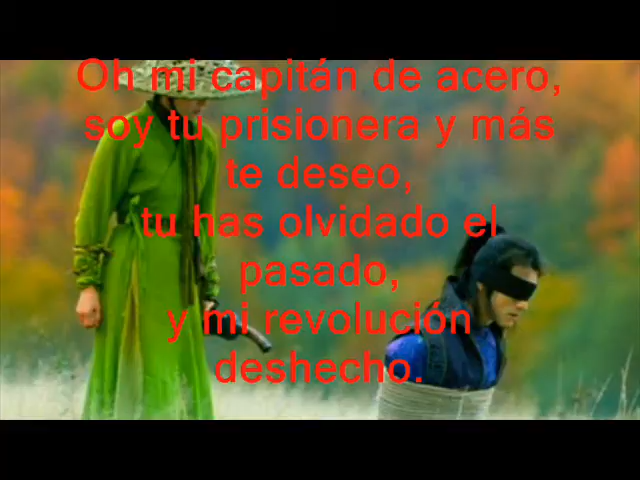 Oh mi capitán de acero,
soy tu prisionera y más
te deseo,
tu has olvidado el
pasado,
y mi revolución
deshecho.